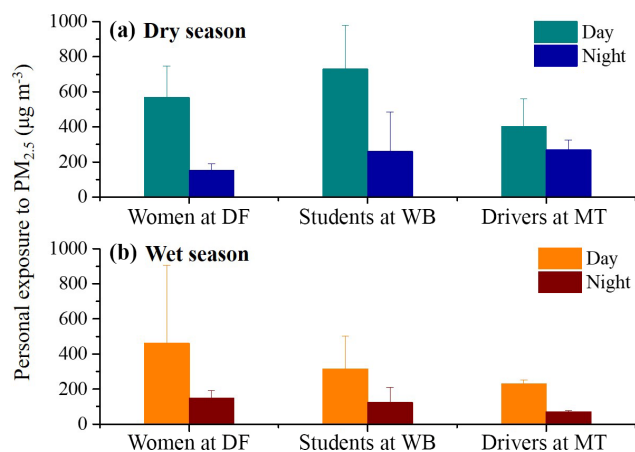 Personal exposure to PM2.5 (μg m-3)
(a) Dry season
Day
Night
1000
800
600
400
200
0
Women at DF Students at WB Drivers at MT
(b) Wet season
Day
Night
1000
800
600
400
200
0
Women at DF Students at WB Drivers at MT